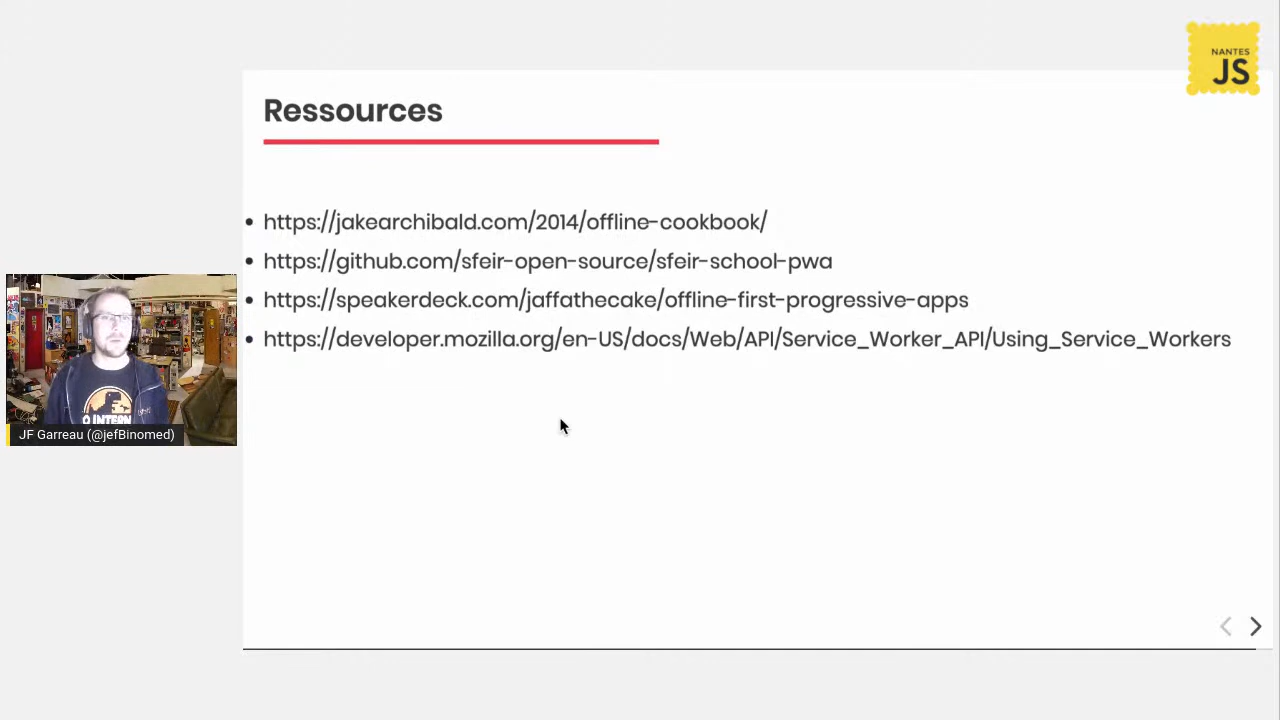 NANTES
JS
Ressources
• https://jakearchibald.com/2014/offline-cookbook/
• https://github.com/sfeir-open-source/sfeir-school-pwa
• https://speakerdeck.com/jaffathecake/offline-first-progressive-apps
• https://developer.mozilla.org/en-US/docs/Web/API/Service_Worker_API/Using_Service_Workers
O INTERN
JF Garreau (@jefBinomed)